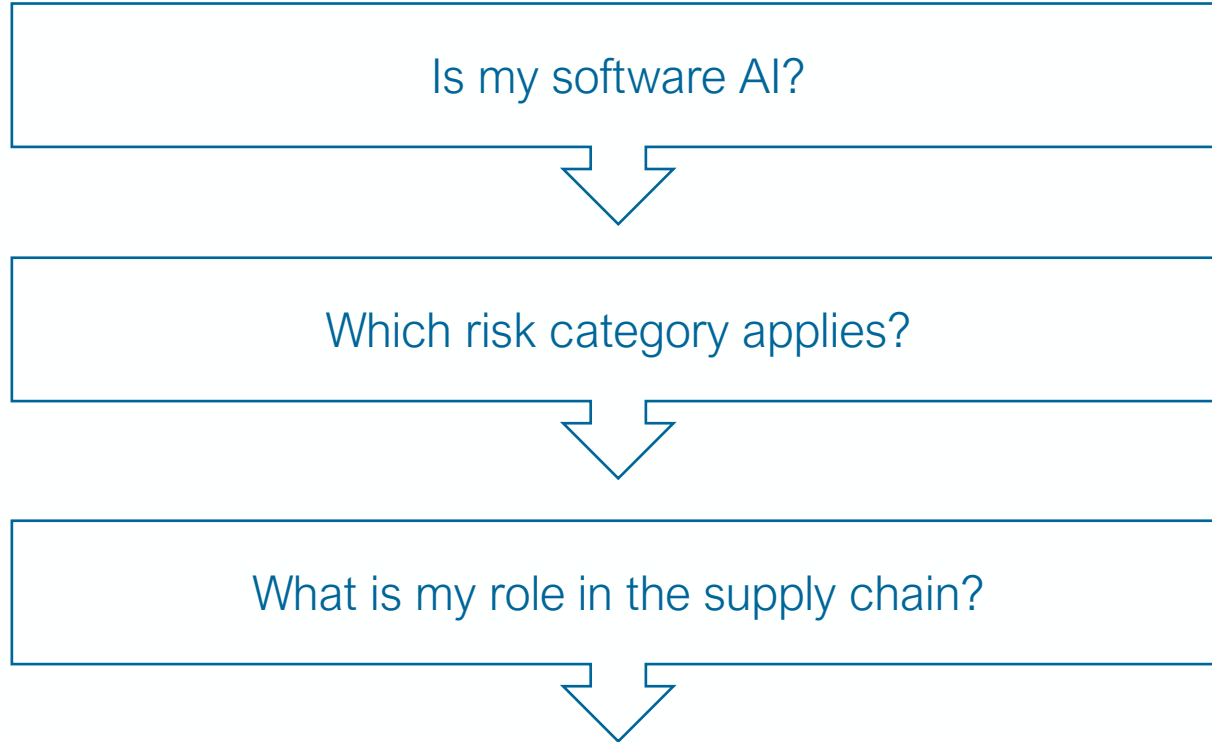 Is my software AI?
Which risk category applies?
What is my role in the supply chain?